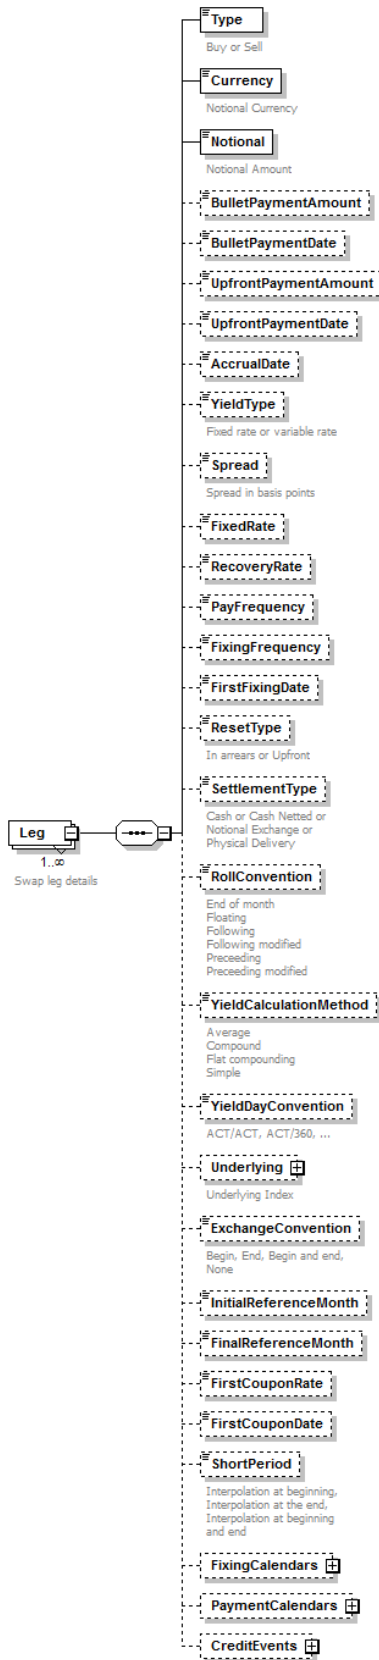 Type
Buy or Sell
Currency
Notional Currency
Notional
Notional Amount
BulletPaymentAmount
BulletPaymentDate
UpfrontPaymentAmount
UpfrontPaymentDate
AccrualDate
YieldType
Fixed rate or variable rate
Spread
Spread in basis points
FixedRate
RecoveryRate
PayFrequency
FixingFrequency
FirstFixingDate
ResetType
In arrears or Upfront
SettlementType
Cash or Cash Netted or
Notional Exchange or
Physical Delivery
Leg
1..∞
Swap leg details
RollConvention
End of month
Floating
Following
Following modified
Preceeding
Preceeding modified
YieldCalculationMethod
Average
Compound
Flat compounding
Simple
YieldDayConvention
ACT/ACT, ACT/360, ...
Underlying
Underlying Index
ExchangeConvention
Begin, End, Begin and end,
None
InitialReferenceMonth
FinalReferenceMonth
FirstCouponRate
FirstCouponDate
ShortPeriod
Interpolation at beginning,
Interpolation at the end,
Interpolation at beginning
and end
FixingCalendars
PaymentCalendars
CreditEvents